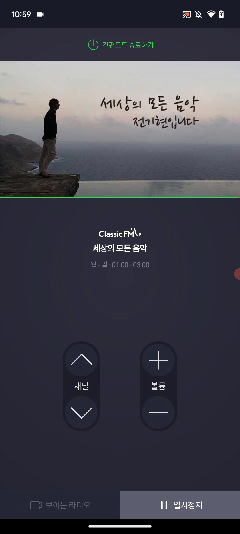 10:59
세상의 모든 음악
전기현입니다
Classic FM
세상의 모든 음악
채널
볼륨
보이는 라디오
일시정지